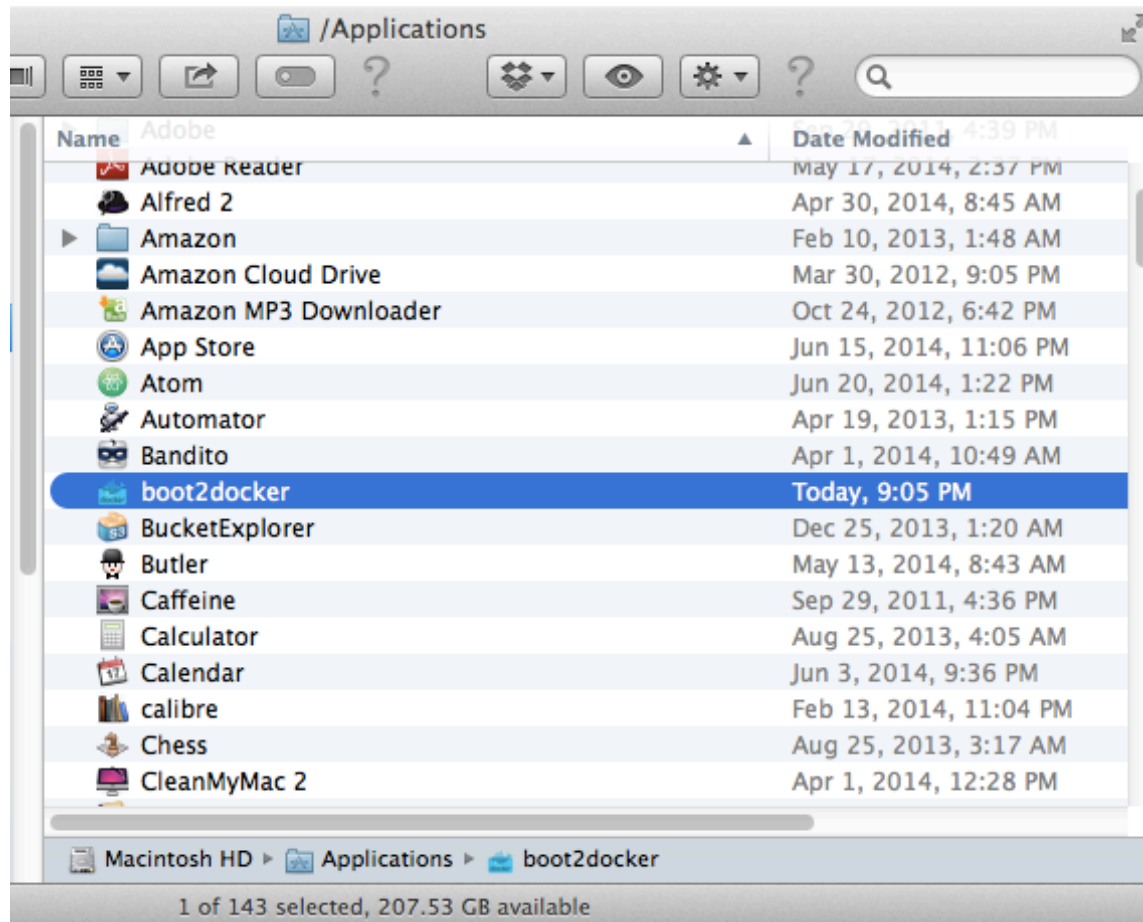 /Applications
Name Date Modified
Adobe Sep 29, 2011, 4:39 PM
Adobe Reader May 17, 2014, 2:37 PM
Alfred 2 Apr 30, 2014, 8:45 AM
Amazon Feb 10, 2013, 1:48 AM
Amazon Cloud Drive Mar 30, 2012, 9:05 PM
Amazon MP3 Downloader Oct 24, 2012, 6:42 PM
App Store Jun 15, 2014, 11:06 PM
Atom Jun 20, 2014, 1:22 PM
Automator Apr 19, 2013, 1:15 PM
Bandito Apr 1, 2014, 10:49 AM
boot2docker Today, 9:05 PM
BucketExplorer Dec 25, 2013, 1:20 AM
Butler May 13, 2014, 8:43 AM
Caffeine Sep 29, 2011, 4:36 PM
Calculator Aug 25, 2013, 4:05 AM
Calendar Jun 3, 2014, 9:36 PM
calibre Feb 13, 2014, 11:04 PM
Chess Aug 25, 2013, 3:17 AM
CleanMyMac 2 Apr 1, 2014, 12:28 PM
Macintosh HD ▸ Applications ▸ boot2docker
1 of 143 selected, 207.53 GB available